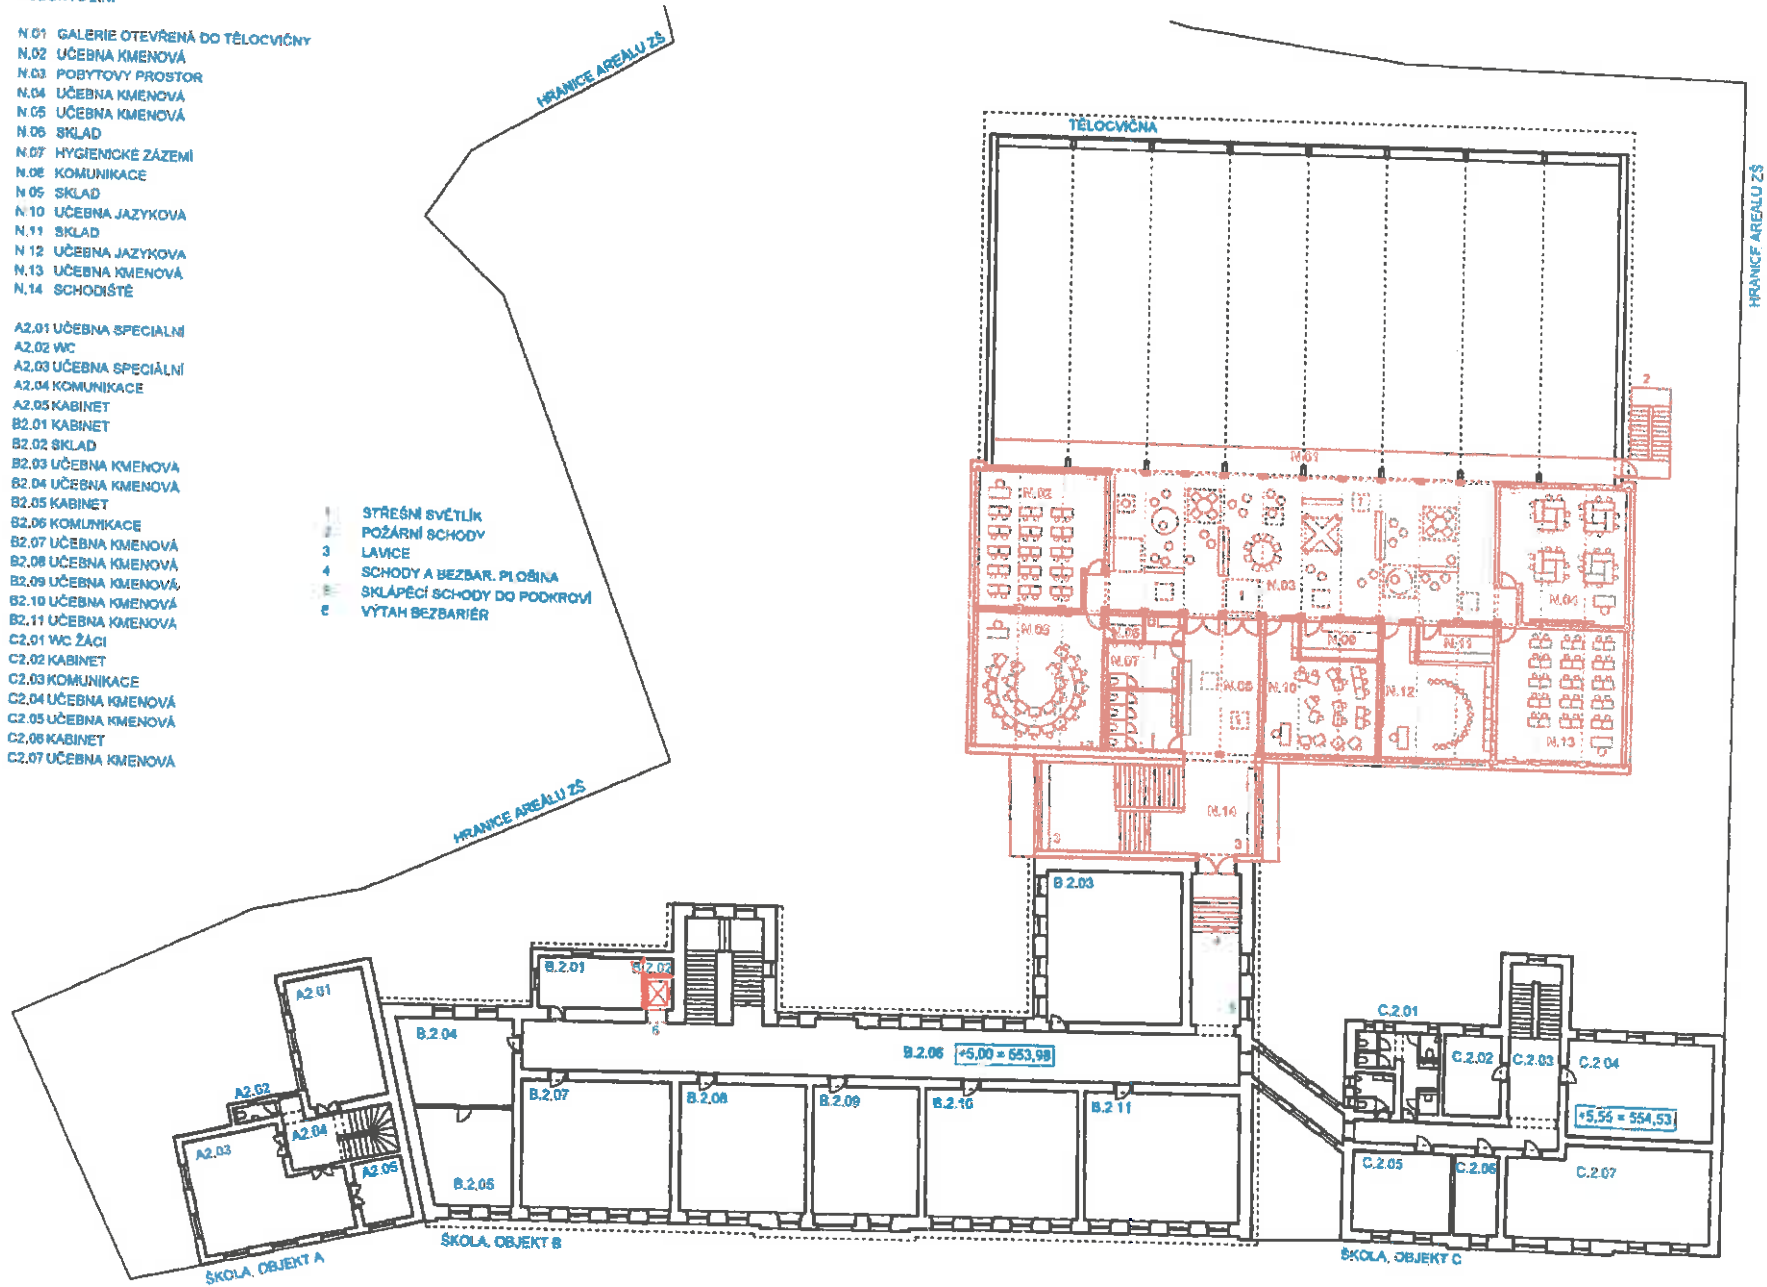 N.01 GALERIE OTEVŘENÁ DO TĚLOCVIČNY
N.02 UČEBNA KMENOVÁ
N.03 POBYTOVÝ PROSTOR
N.04 UČEBNA KMENOVÁ
N.05 UČEBNA KMENOVÁ
N.06 SKLAD
N.07 HYGIENICKÉ ZÁZEMÍ
N.08 KOMUNIKACE
N.09 SKLAD
N.10 UČEBNA JAZYKOVÁ
N.11 SKLAD
N.12 UČEBNA JAZYKOVÁ
N.13 UČEBNA KMENOVÁ
N.14 SCHODIŠTĚ
A2.01 UČEBNA SPECIÁLNÍ
A2.02 WC
A2.03 UČEBNA SPECIÁLNÍ
A2.04 KOMUNIKACE
A2.05 KABINET
B2.01 KABINET
B2.02 SKLAD
B2.03 UČEBNA KMENOVÁ
B2.04 UČEBNA KMENOVÁ
B2.05 KABINET
B2.06 KOMUNIKACE
B2.07 UČEBNA KMENOVÁ
B2.08 UČEBNA KMENOVÁ
B2.09 UČEBNA KMENOVÁ
B2.10 UČEBNA KMENOVÁ
B2.11 UČEBNA KMENOVÁ
C2.01 WC ŽÁCI
C2.02 KABINET
C2.03 KOMUNIKACE
C2.04 UČEBNA KMENOVÁ
C2.05 UČEBNA KMENOVÁ
C2.06 KABINET
C2.07 UČEBNA KMENOVÁ
1 STŘEŠNÍ SVĚTLÍK
2 POŽÁRNÍ SCHODY
3 LAVICE
4 SCHODY A BEZBAR. PLOŠINA
5 SKLÁPĚCÍ SCHODY DO PODKROVÍ
6 VÝTAH BEZBARIÉR
HRANICE AREÁLU ZŠ
TĚLOCVIČNA
HRANICE AREÁLU ZŠ
2
N.01
N.02
N.03
N.04
N.05
N.06
N.07
N.08
N.09
N.10
N.11
N.12
N.13
N.14
3
3
HRANICE AREÁLU ZŠ
B 2.03
B.2.01
B.2.02
6
A2.01
A2.02
A2.03
A2.04
A2.05
B.2.04
B.2.05
B.2.06 +5,00 = 553,98
B.2.07
B.2.08
B.2.09
B.2.10
B.2.11
C.2.01
C.2.02
C.2.03
C.2.04
+5,55 = 554,53
C.2.05
C.2.06
C.2.07
ŠKOLA, OBJEKT A
ŠKOLA, OBJEKT B
ŠKOLA, OBJEKT C